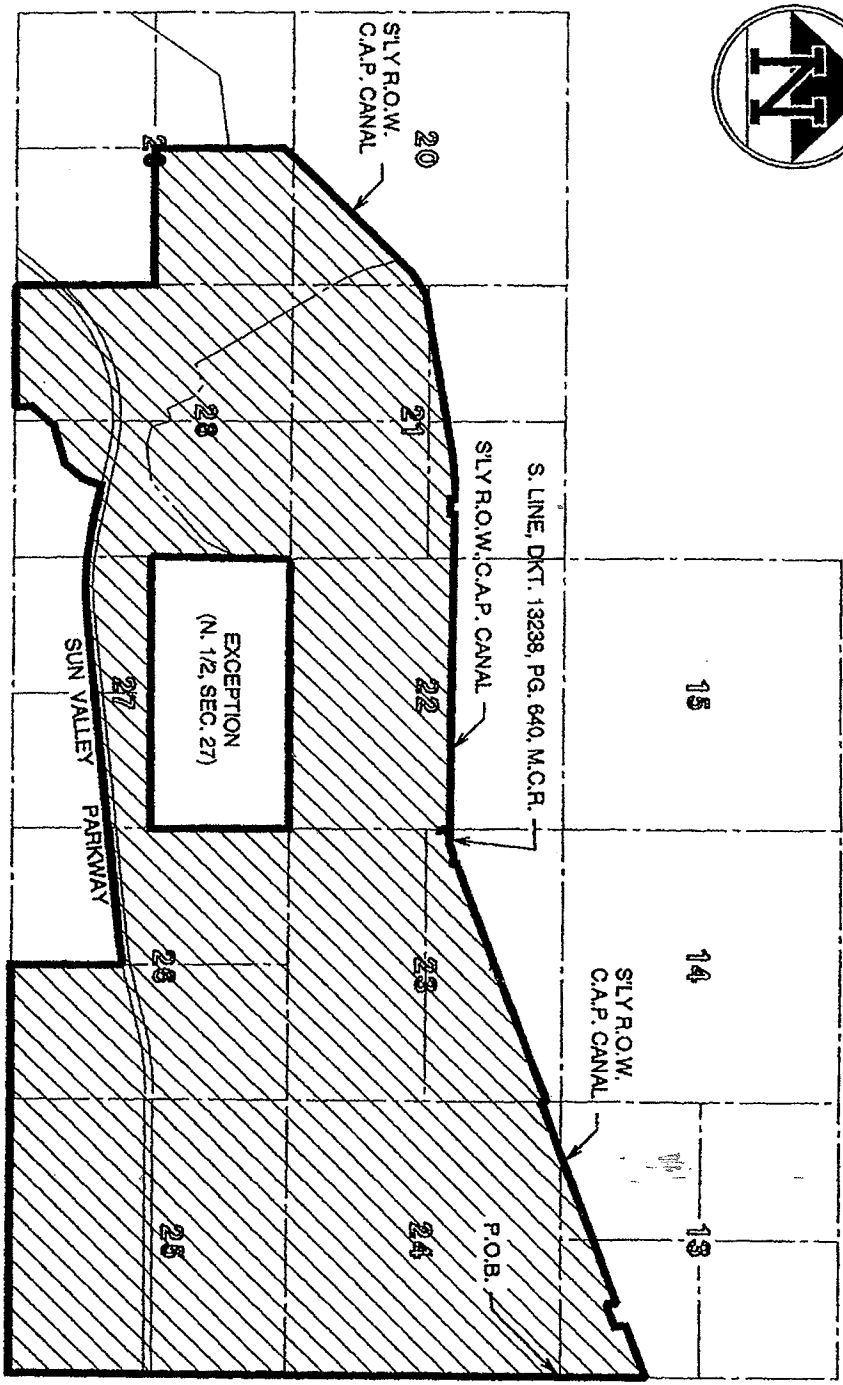 N
15
14
13
S'LY R.O.W.
C.A.P. CANAL
S. LINE, DKT. 13238, PG. 640, M.C.R.
P.O.B.
S'LY R.O.W. C.A.P. CANAL
20
S'LY R.O.W.
C.A.P. CANAL
21
22
23
24
EXCEPTION
(N. 1/2, SEC. 27)
29
28
27
26
25
SUN VALLEY PARKWAY